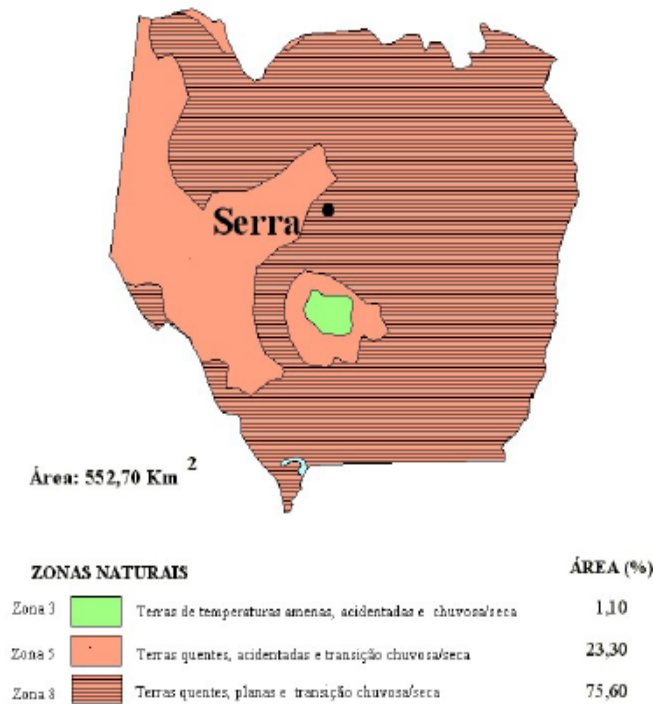 Serra
Área: 552,70 Km 2
ZONAS NATURAIS ÁREA (%)
Zona 3 Terras de temperaturas amenas, acidentadas e chuvosa/seca 1,10
Zona 5 Terras quentes, acidentadas e transição chuvosa/seca 23,30
Zona 8 Terras quentes, planas e transição chuvosa/seca 75,60